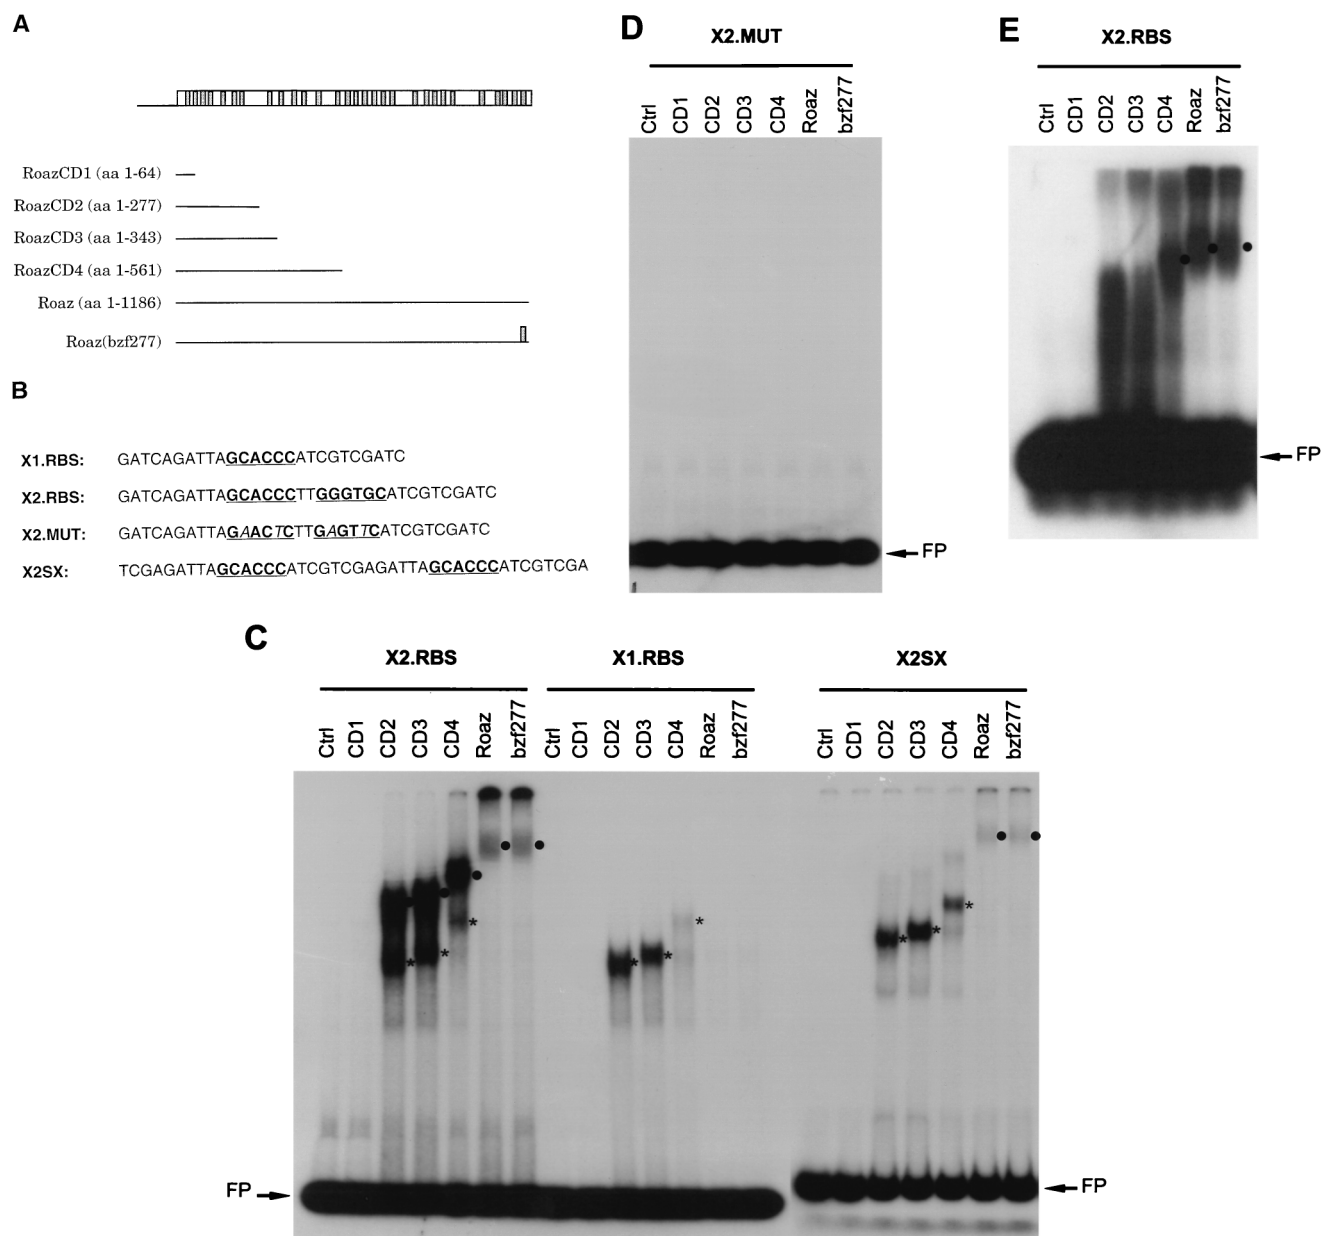 A
RoazCD1 (aa 1-64)
RoazCD2 (aa 1-277)
RoazCD3 (aa 1-343)
RoazCD4 (aa 1-561)
Roaz (aa 1-1186)
Roaz(bzf277)
B
X1.RBS: GATCAGATTAGCACCCATCGTCGATC
X2.RBS: GATCAGATTAGCACCCTTGGGTGCATCGTCGATC
X2.MUT: GATCAGATTAGAACTCTTGAGTTCATCGTCGATC
X2SX: TCGAGATTAGCACCCATCGTCGAGATTAGCACCCATCGTCGA
D
X2.MUT
Ctrl CD1 CD2 CD3 CD4 Roaz bzf277
FP
E
X2.RBS
Ctrl CD1 CD2 CD3 CD4 Roaz bzf277
FP
C
X2.RBS X1.RBS X2SX
Ctrl CD1 CD2 CD3 CD4 Roaz bzf277 Ctrl CD1 CD2 CD3 CD4 Roaz bzf277 Ctrl CD1 CD2 CD3 CD4 Roaz bzf277
FP FP